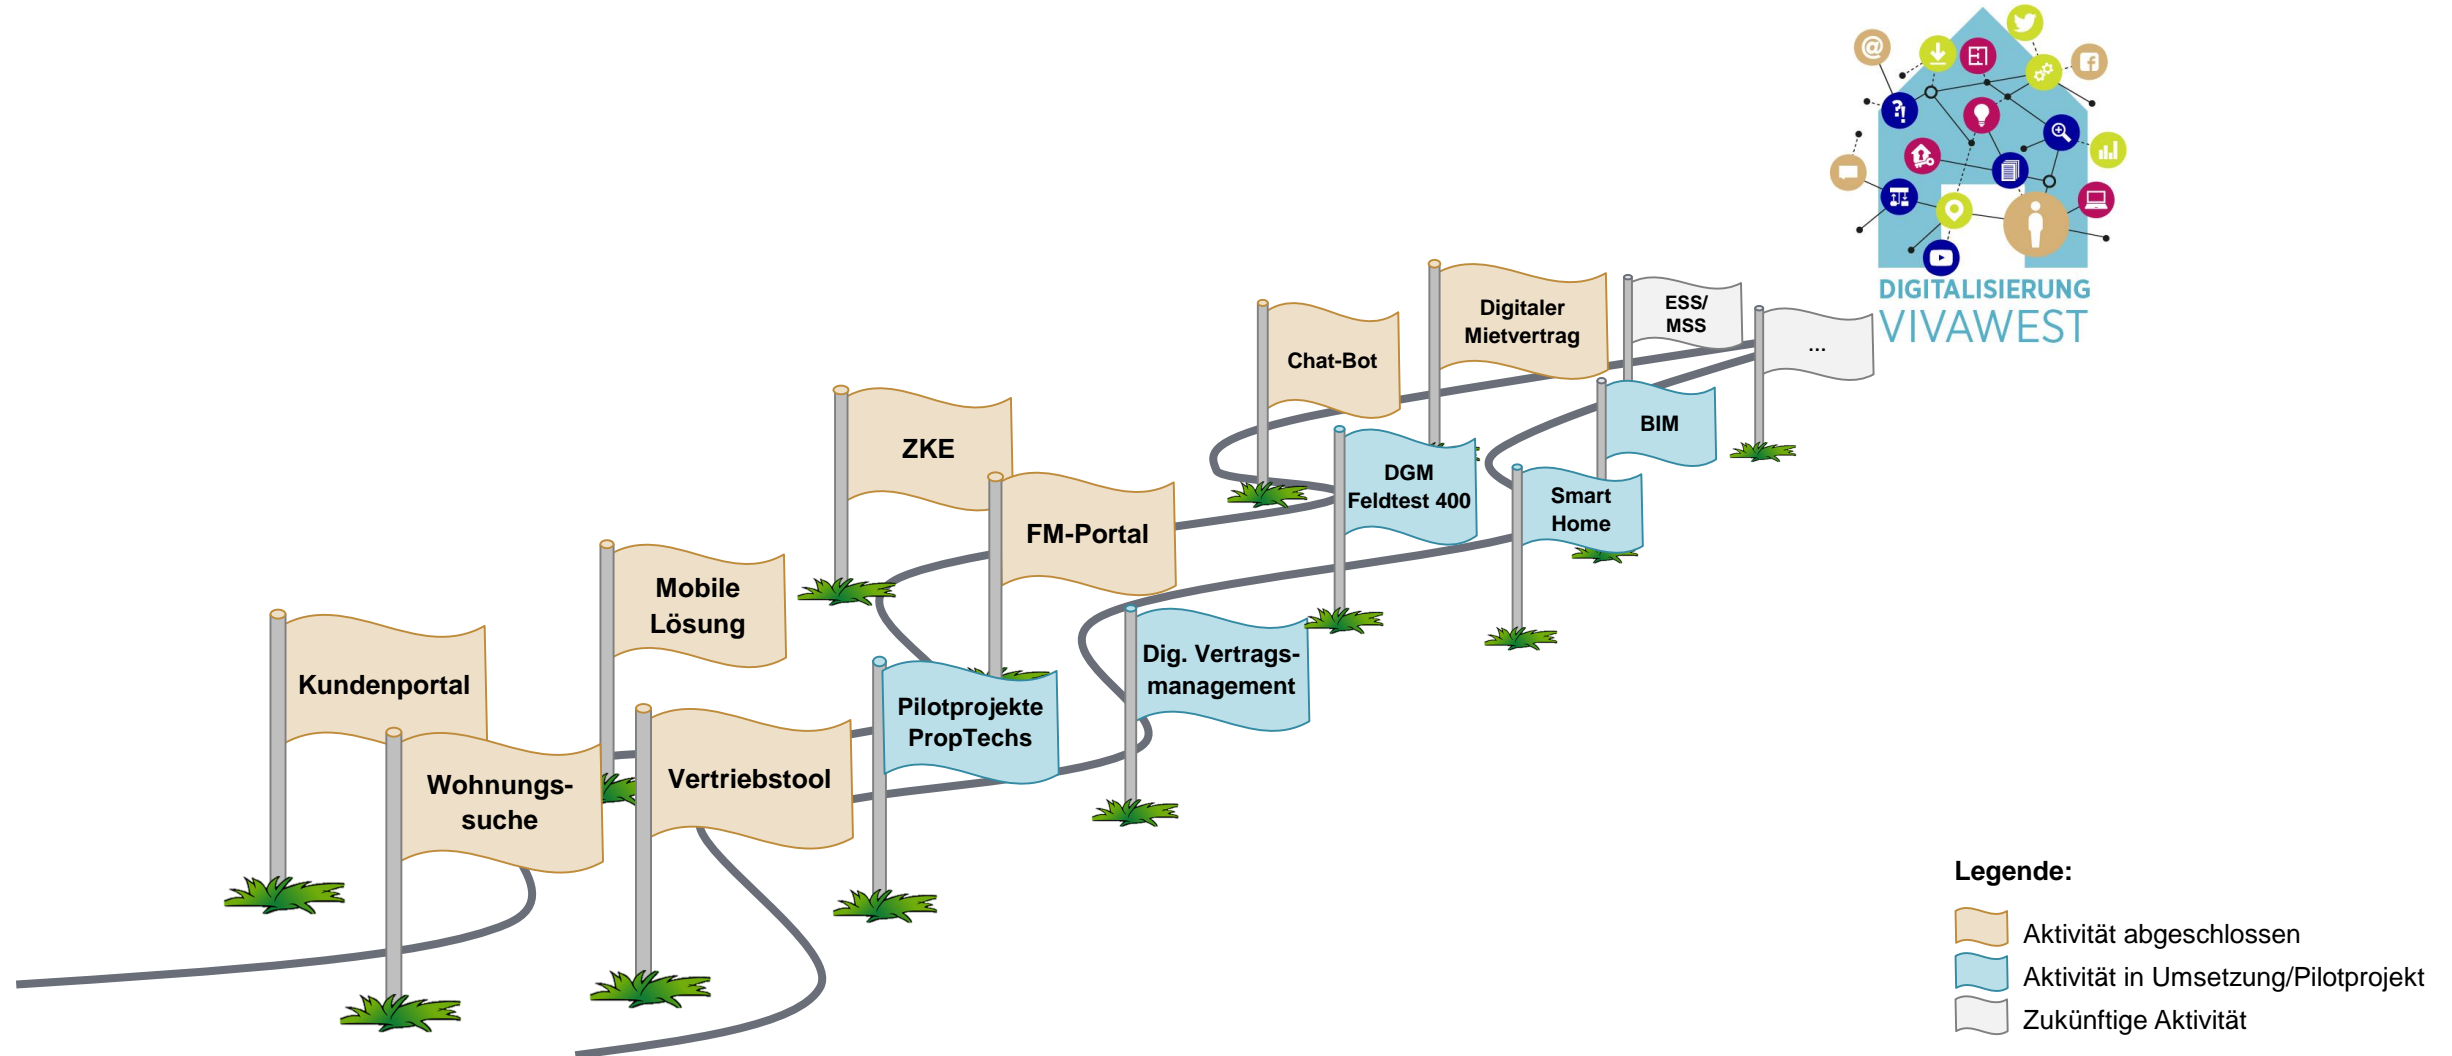 DIGITALISIERUNG
VIVAWEST
Digitaler
Mietvertrag
ESS/
MSS
...
Chat-Bot
BIM
ZKE
DGM
Feldtest 400
Smart
Home
FM-Portal
Mobile
Lösung
Kundenportal
Dig. Vertrags-
management
Pilotprojekte
PropTechs
Wohnungs-
suche
Vertriebstool
Legende:
Aktivität abgeschlossen
Aktivität in Umsetzung/Pilotprojekt
Zukünftige Aktivität